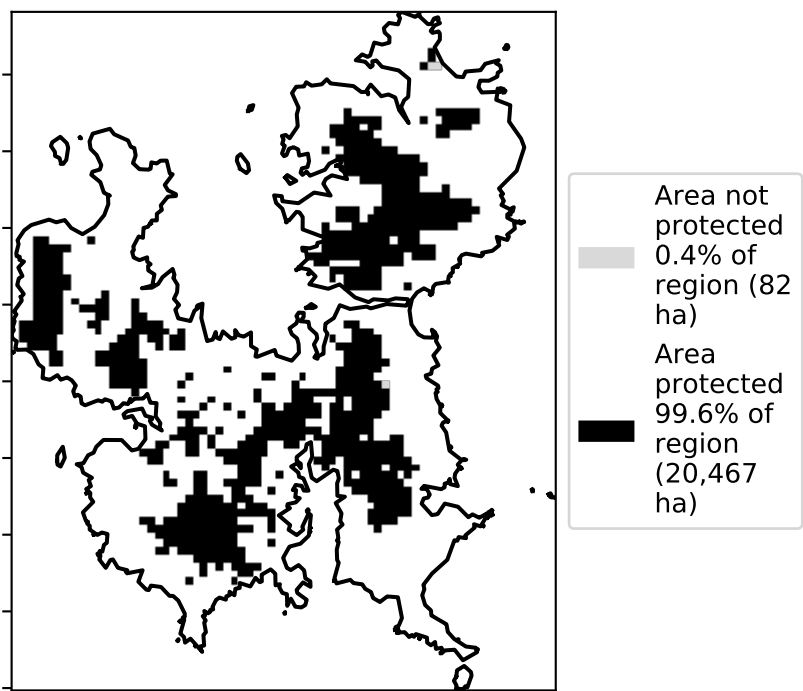 Area not
protected
0.4% of
region (82
ha)
Area
protected
99.6% of
region
(20,467
ha)